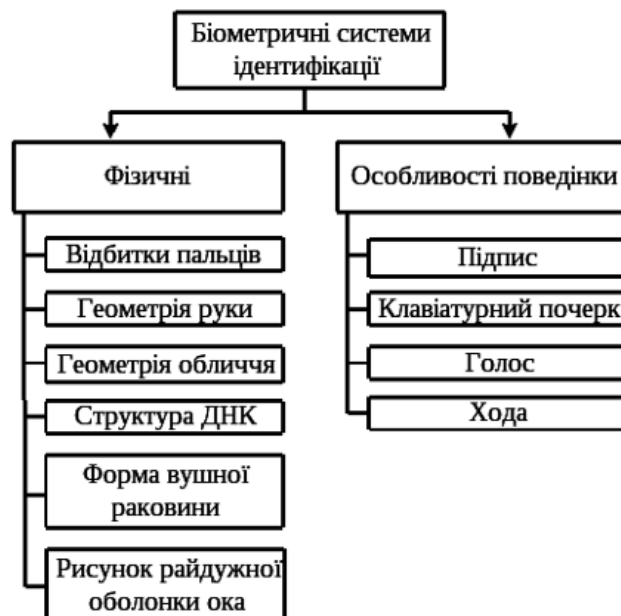 Біометричні системи
ідентифікації
Фізичні
Відбитки пальців
Геометрія руки
Геометрія обличчя
Структура ДНК
Форма вушної
раковини
Рисунок райдужної
оболонки ока
Особливості поведінки
Підпис
Клавіатурний почерк
Голос
Хода